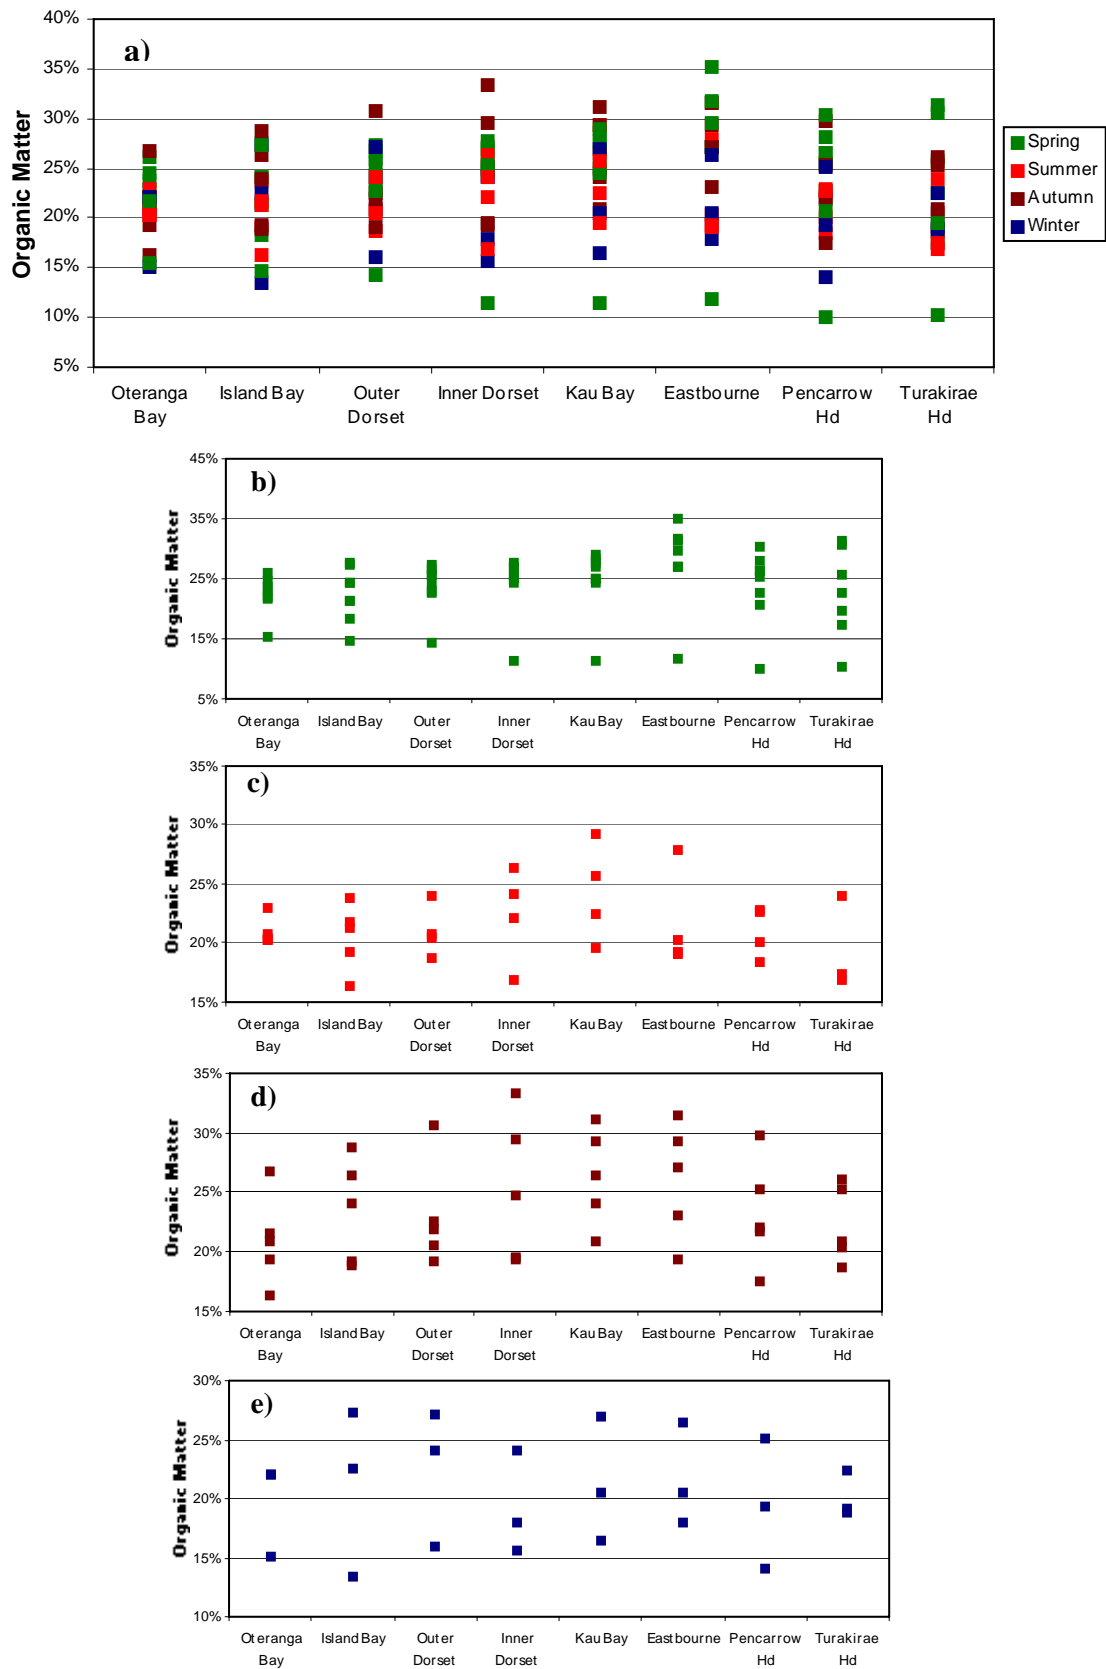 40%
a)
35%
30%
25%
20%
15%
10%
5%
Organic Matter
Spring
Summer
Autumn
Winter
Oteranga Island Bay Outer Inner Dorset Kau Bay Eastbourne Pencarrow Turakirae
Bay Dorset Hd Hd
45%
b)
35%
25%
15%
5%
Organic Matter
Oteranga Island Bay Outer Inner Kau Bay Eastbourne Pencarrow Turakirae
Bay Dorset Dorset Hd Hd
35%
c)
30%
25%
20%
15%
Organic Matter
Oteranga Island Bay Outer Inner Kau Bay Eastbourne Pencarrow Turakirae
Bay Dorset Dorset Hd Hd
35%
d)
30%
25%
20%
15%
Organic Matter
Oteranga Island Bay Outer Inner Kau Bay Eastbourne Pencarrow Turakirae
Bay Dorset Dorset Hd Hd
30%
e)
25%
20%
15%
10%
Organic Matter
Oteranga Island Bay Outer Inner Kau Bay Eastbourne Pencarrow Turakirae
Bay Dorset Dorset Hd Hd